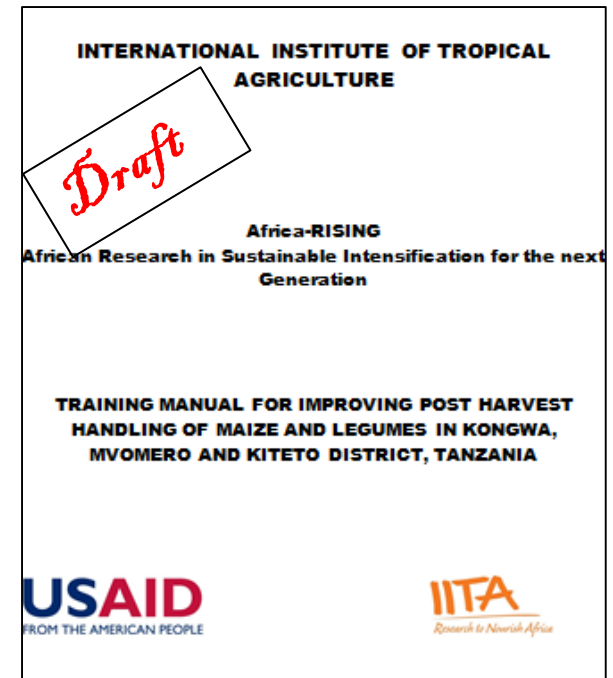 INTERNATIONAL INSTITUTE OF TROPICAL
AGRICULTURE
Draft
Africa-RISING
African Research in Sustainable Intensification for the next
Generation
TRAINING MANUAL FOR IMPROVING POST HARVEST
HANDLING OF MAIZE AND LEGUMES IN KONGWA,
MVOMERO AND KITETO DISTRICT, TANZANIA
USAID
FROM THE AMERICAN PEOPLE
IITA
Research to Nourish Africa